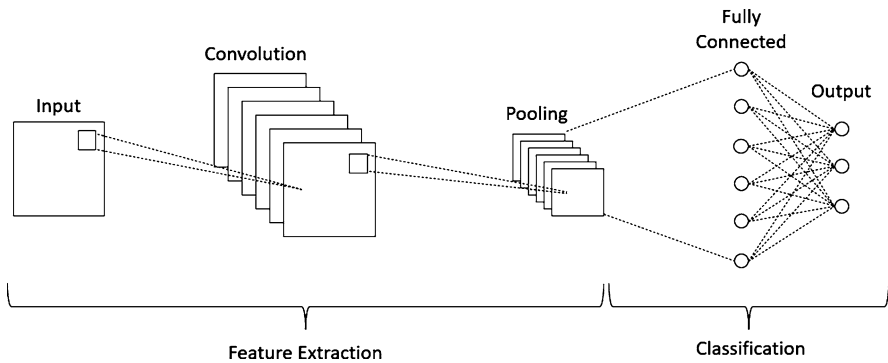 Input
Convolution
Pooling
Fully
Connected
Output
Feature Extraction
Classification